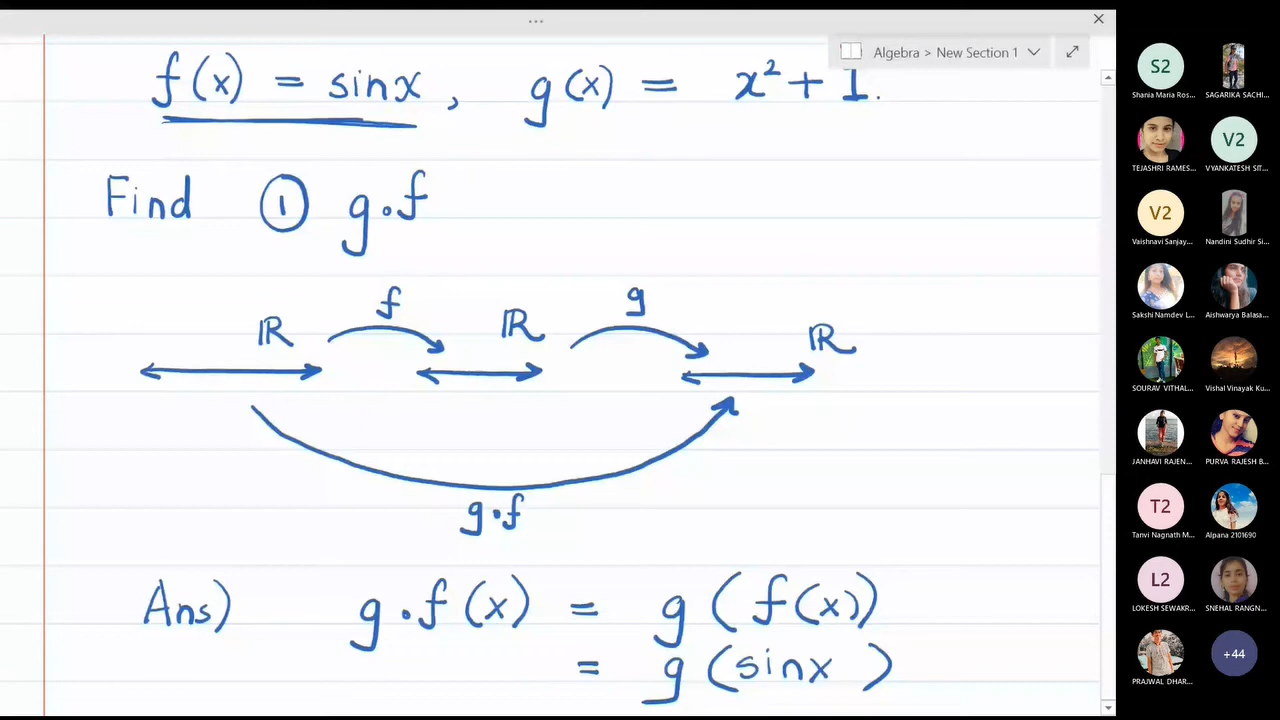 Algebra > New Section 1
f(x) = sinx, g(x) = x² + 1.
Find ① g∘f
f g
ℝ ℝ ℝ
g∘f
Ans) g∘f(x) = g(f(x))
= g(sinx )
S2
Shania Maria Ros...
SAGARIKA SACHI...
TEJASHRI RAMES...
V2
VYANKATESH SIT...
V2
Vaishnavi Sanjay...
Nandini Sudhir Si...
Sakshi Namdev L...
Aishwarya Balasa...
SOURAV VITHAL...
Vishal Vinayak Ku...
JANHAVI RAJEN...
PURVA RAJESH B...
T2
Tanvi Nagnath M...
Alpana 2101690
L2
LOKESH SEWAKR...
SNEHAL RANGN...
PRAJWAL DHAR...
+44